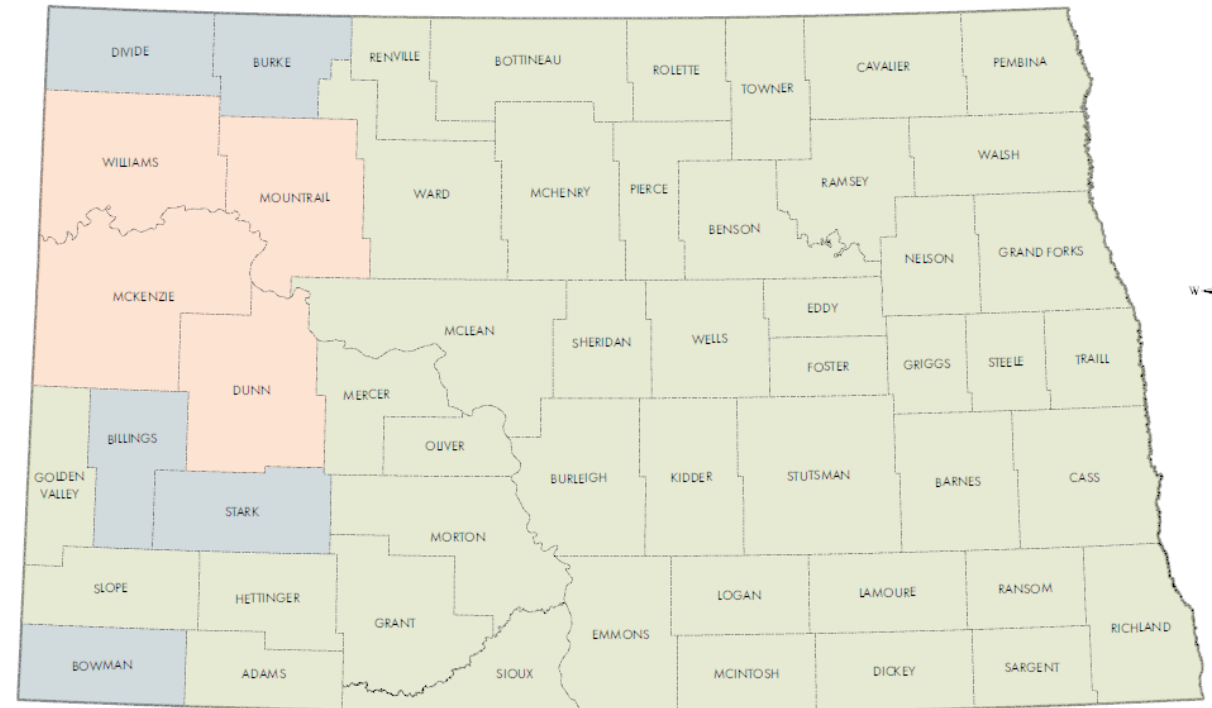 DIVIDE
BURKE
RENVILLE
BOTTINEAU
ROLETTE
TOWNER
CAVALIER
PEMBINA
WILLIAMS
MOUNTRAIL
WARD
MCHENRY
PIERCE
BENSON
RAMSEY
WALSH
NELSON
GRAND FORKS
MCKENZIE
DUNN
MCLEAN
SHERIDAN
WELLS
EDDY
FOSTER
GRIGGS
STEELE
TRAILL
W
MERCER
OLIVER
BILLINGS
GOLDEN
VALLEY
STARK
MORTON
BURLEIGH
KIDDER
STUTSMAN
BARNES
CASS
SLOPE
HETTINGER
GRANT
BOWMAN
ADAMS
SIOUX
EMMONS
LOGAN
LAMOURE
RANSOM
RICHLAND
MCINTOSH
DICKEY
SARGENT